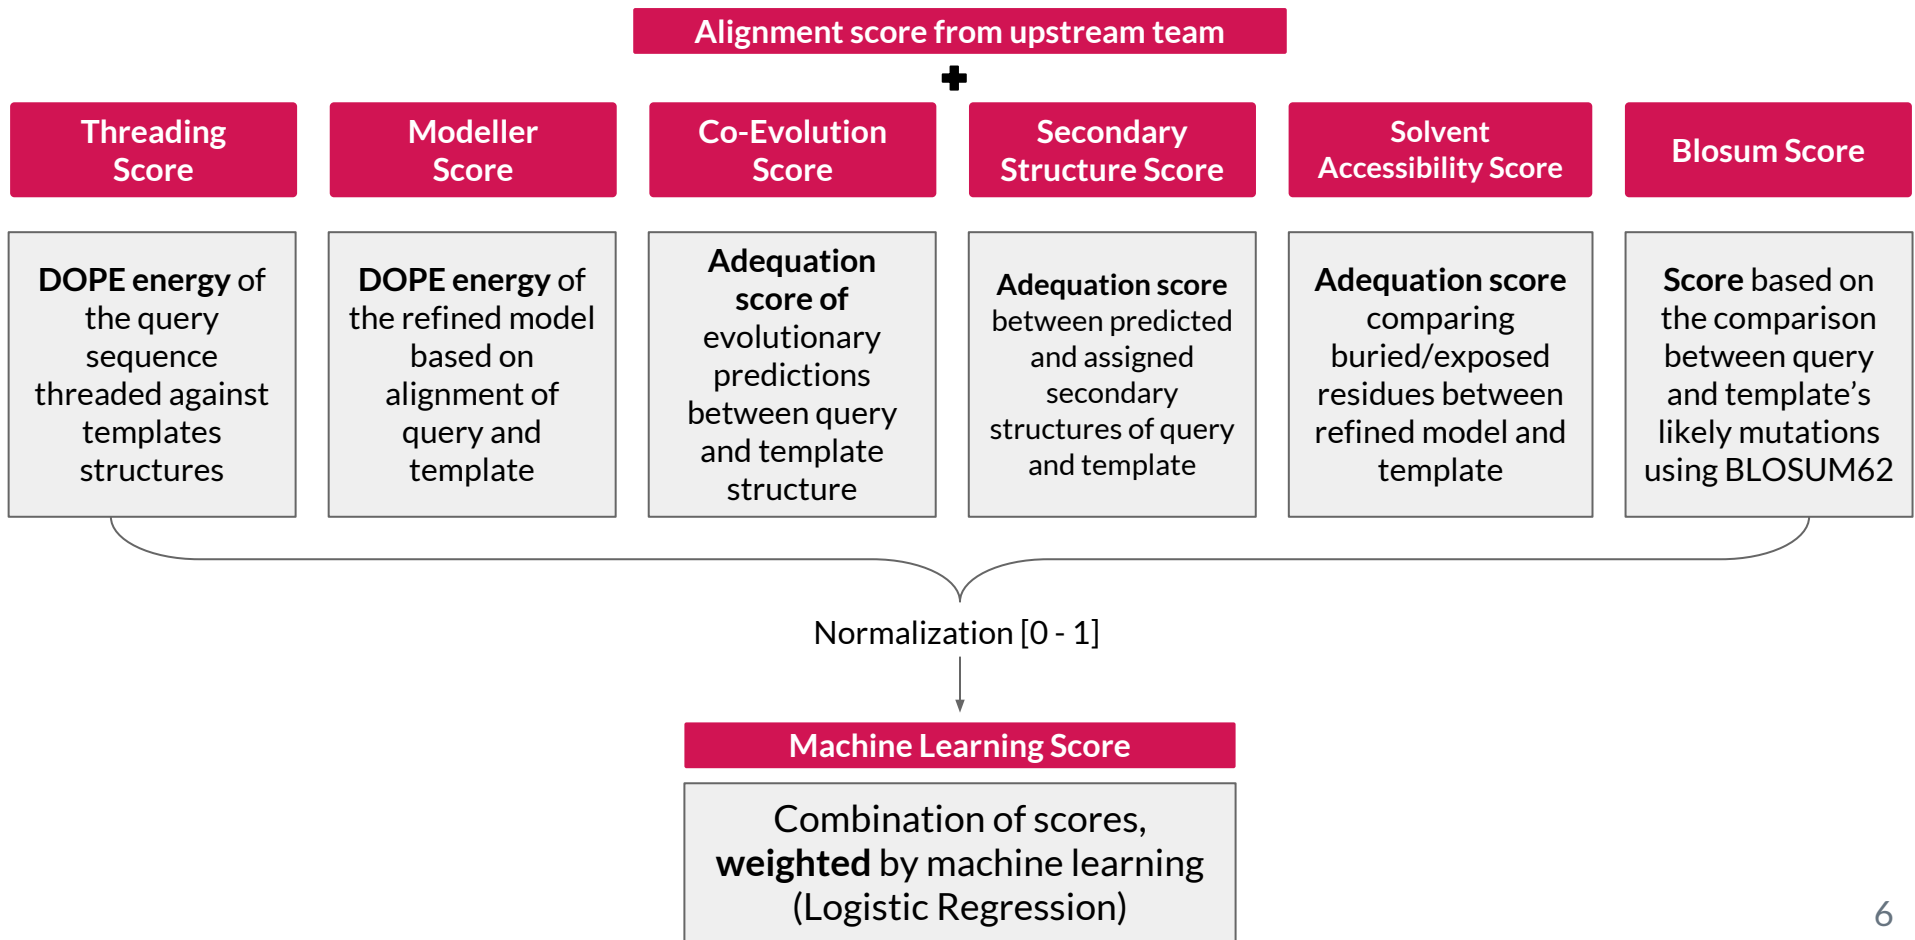 Alignment score from upstream team
Threading
Score
Modeller
Score
Co-Evolution
Score
Secondary
Structure Score
Solvent
Accessibility Score
Blosum Score
DOPE energy of
the query
sequence
threaded against
templates
structures
DOPE energy of
the refined model
based on
alignment of
query and
template
Adequation
score of
evolutionary
predictions
between query
and template
structure
Adequation score
between predicted
and assigned
secondary
structures of query
and template
Adequation score
comparing
buried/exposed
residues between
refined model and
template
Score based on
the comparison
between query
and template’s
likely mutations
using BLOSUM62
Normalization [0 - 1]
Machine Learning Score
Combination of scores,
weighted by machine learning
(Logistic Regression)
6